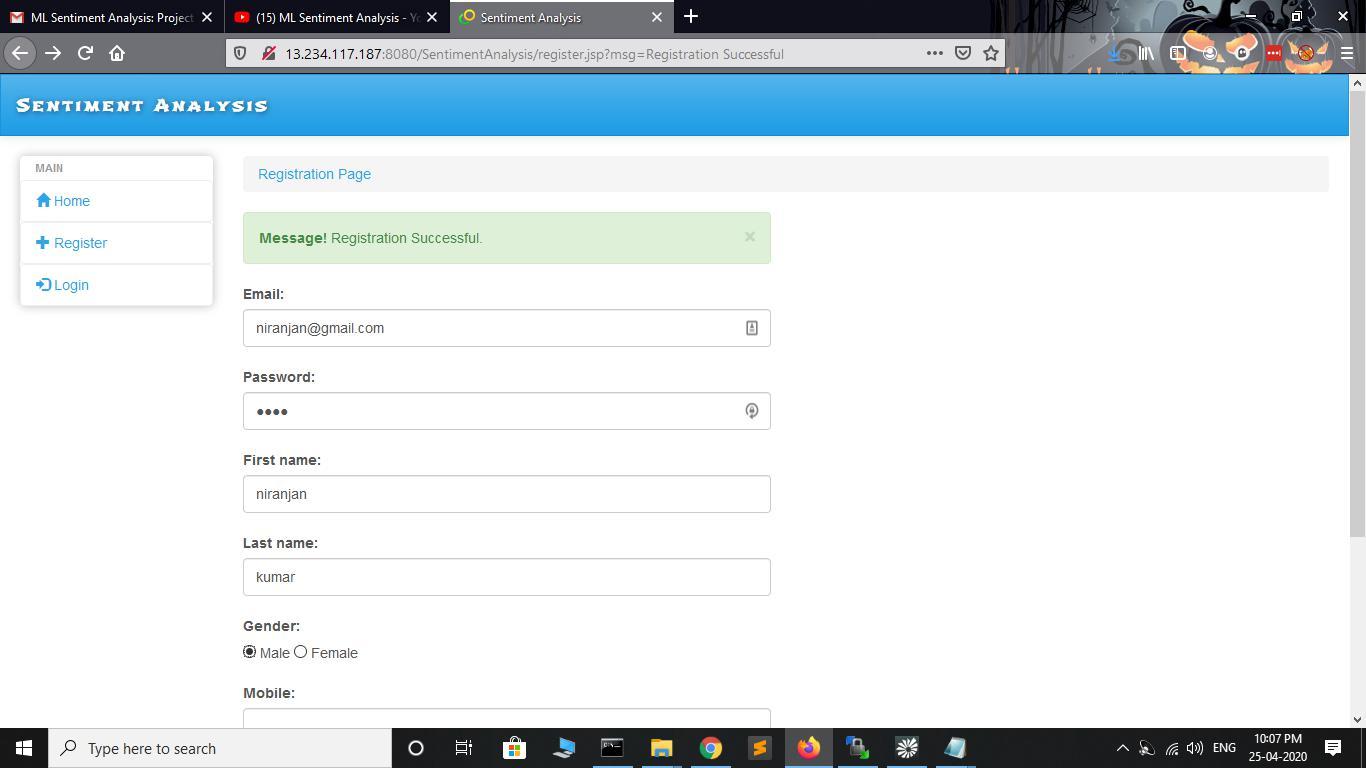 ML Sentiment Analysis: Project
(15) ML Sentiment Analysis - Yo
Sentiment Analysis
13.234.117.187:8080/SentimentAnalysis/register.jsp?msg=Registration Successful
Sentiment Analysis
MAIN
Home
Register
Login
Registration Page
Message! Registration Successful.
Email:
niranjan@gmail.com
Password:
First name:
niranjan
Last name:
kumar
Gender:
Male Female
Mobile:
Type here to search
ENG
10:07 PM
25-04-2020